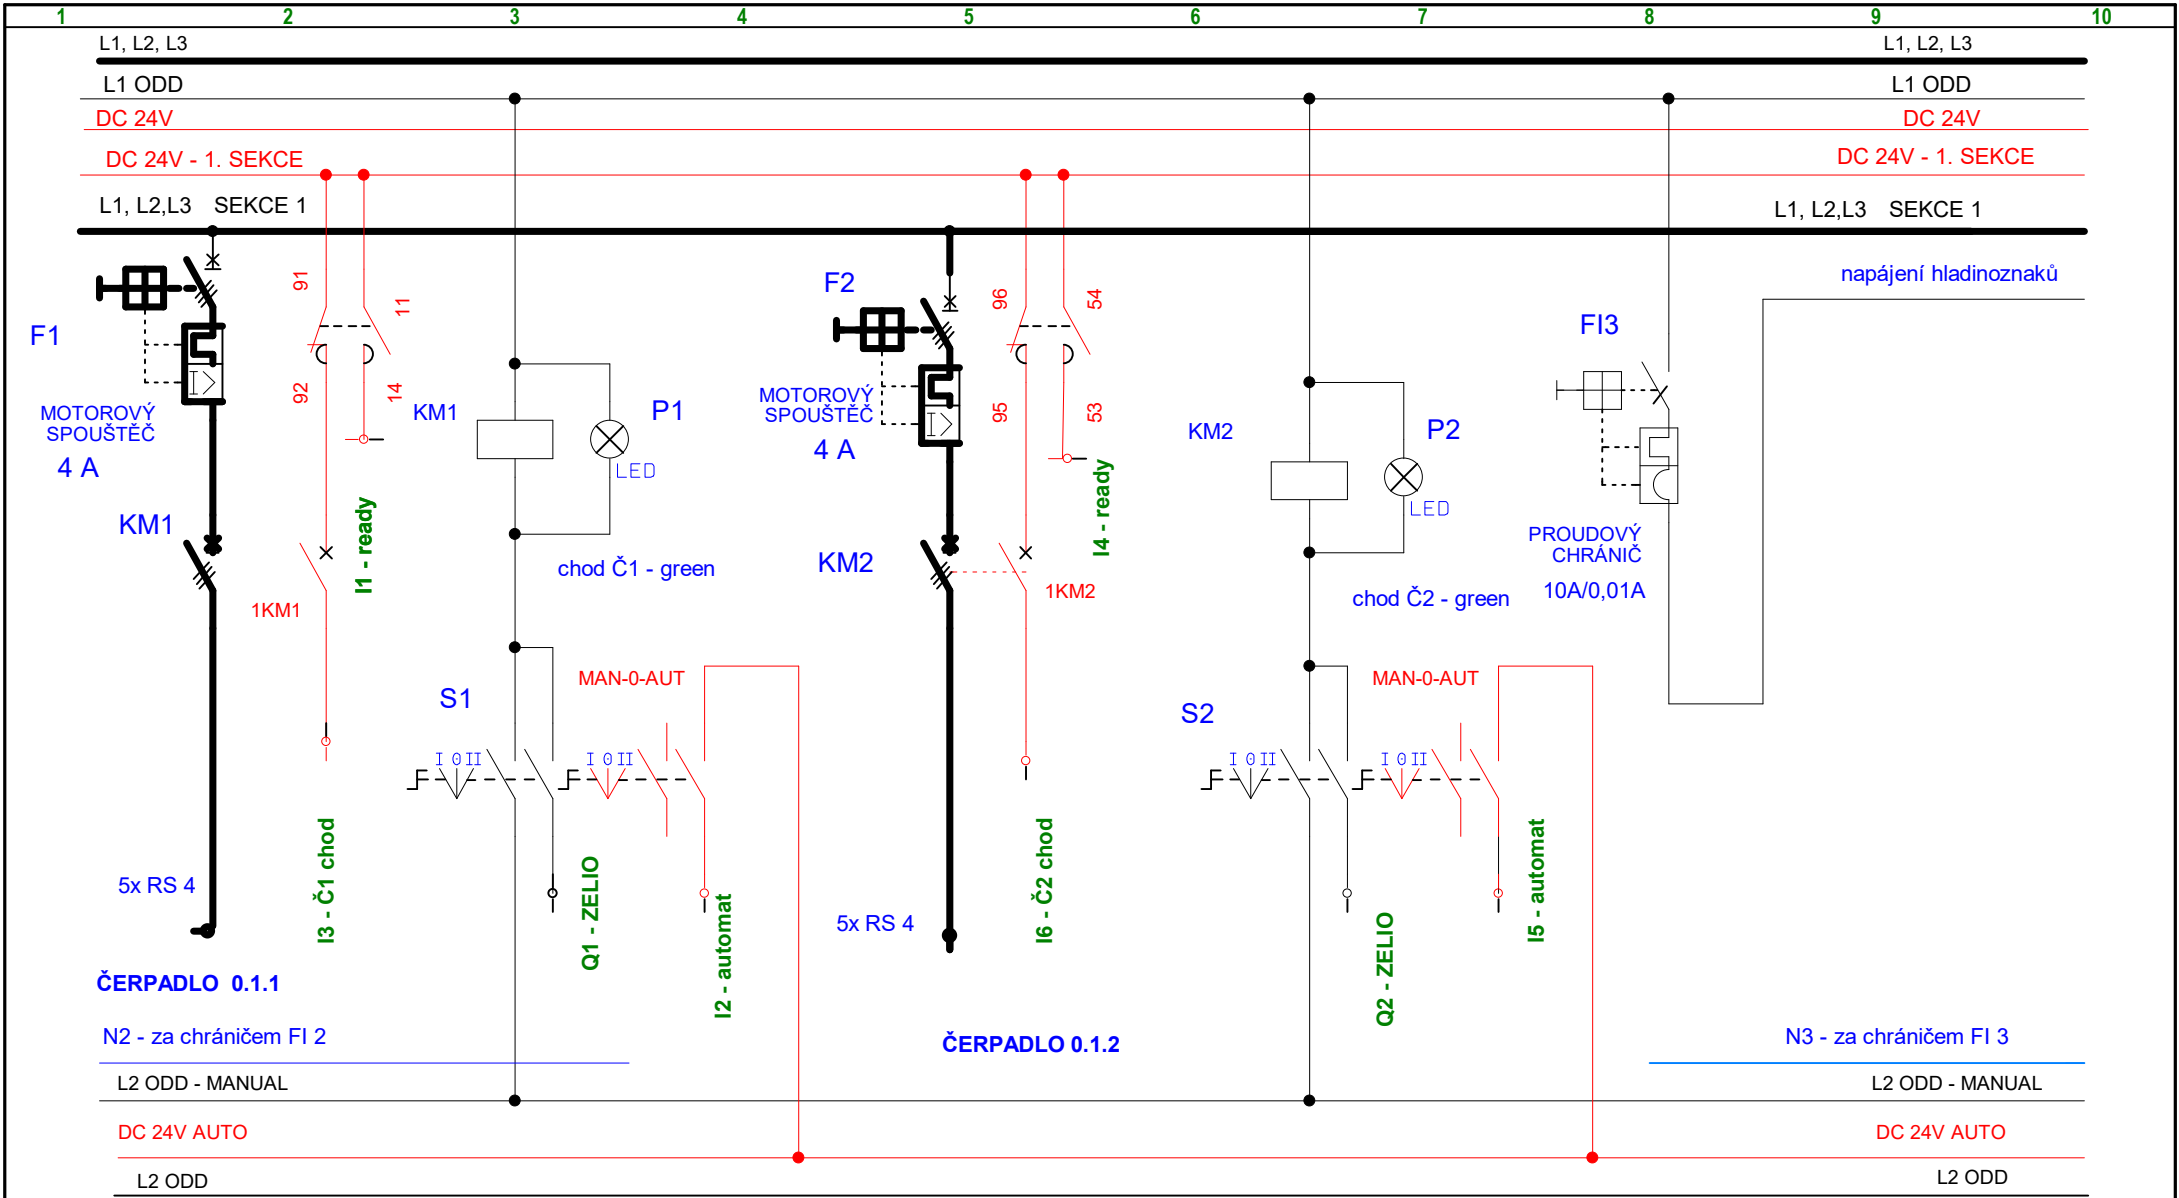 1 2 3 4 5 6 7 8 9 10
L1, L2, L3
L1, L2, L3
L1 ODD
L1 ODD
DC 24V
DC 24V
DC 24V - 1. SEKCE
DC 24V - 1. SEKCE
L1, L2,L3 SEKCE 1
L1, L2,L3 SEKCE 1
F1
MOTOROVÝ
SPOUŠTĚČ
4 A
I>
KM1
5x RS 4
ČERPADLO 0.1.1
91
92
11
14
I1 - ready
1KM1
I3 - Č1 chod
KM1
P1
LED
chod Č1 - green
S1
MAN-0-AUT
I 0 II
I 0 II
Q1 - ZELIO
I2 - automat
F2
MOTOROVÝ
SPOUŠTĚČ
4 A
I>
KM2
5x RS 4
ČERPADLO 0.1.2
96
95
54
53
I4 - ready
1KM2
I6 - Č2 chod
KM2
P2
LED
chod Č2 - green
S2
MAN-0-AUT
I 0 II
I 0 II
Q2 - ZELIO
I5 - automat
napájení hladinoznaků
FI3
PROUDOVÝ
CHRÁNIČ
10A/0,01A
N2 - za chráničem FI 2
N3 - za chráničem FI 3
L2 ODD - MANUAL
L2 ODD - MANUAL
DC 24V AUTO
DC 24V AUTO
L2 ODD
L2 ODD